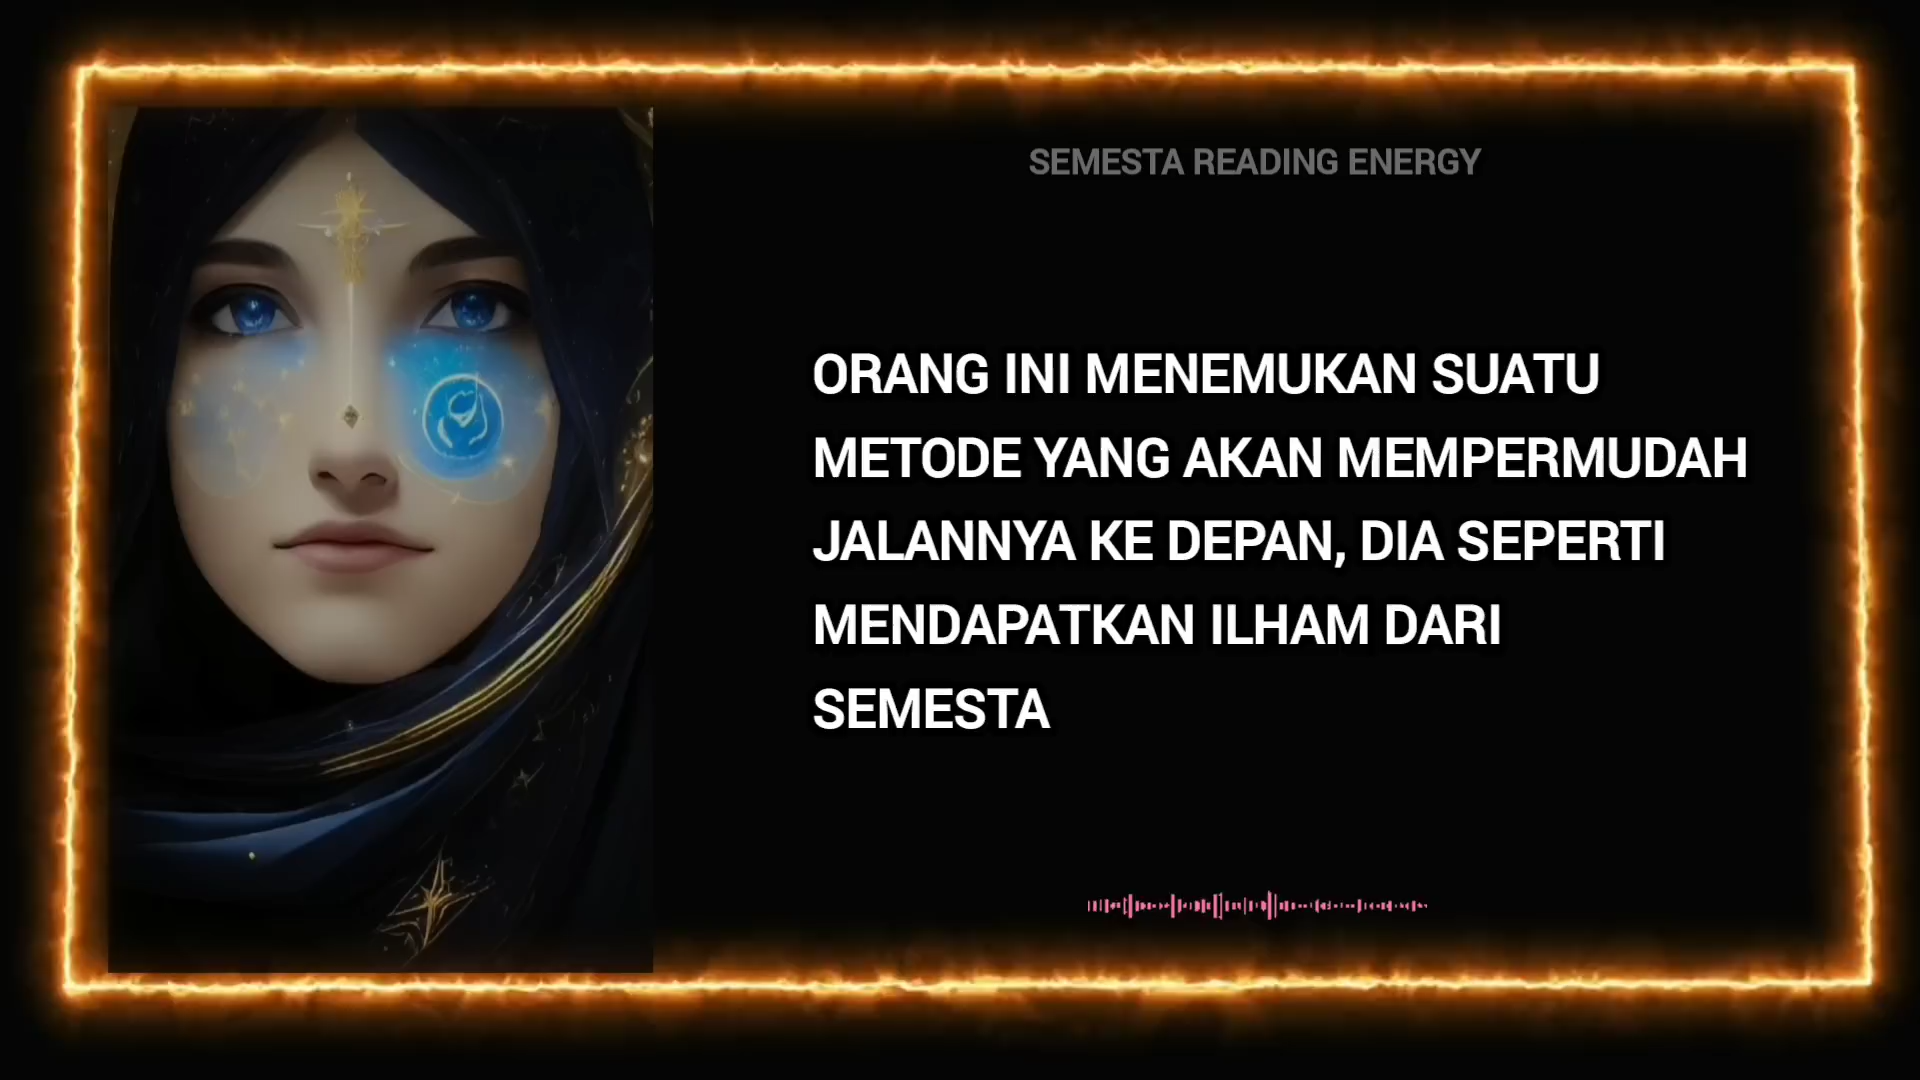 SEMESTA READING ENERGY
ORANG INI MENEMUKAN SUATU
METODE YANG AKAN MEMPERMUDAH
JALANNYA KE DEPAN, DIA SEPERTI
MENDAPATKAN ILHAM DARI
SEMESTA